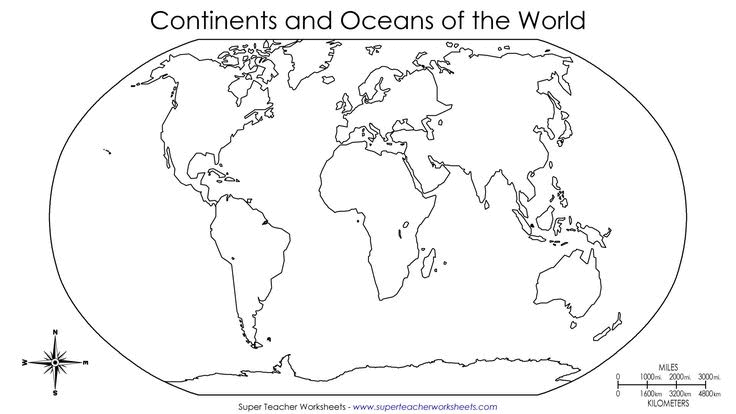 Continents and Oceans of the World
N
W
E
S
MILES
0 1000mi. 2000mi. 3000mi.
0 1600km 3200km 4800km
KILOMETERS
Super Teacher Worksheets - www.superteacherworksheets.com